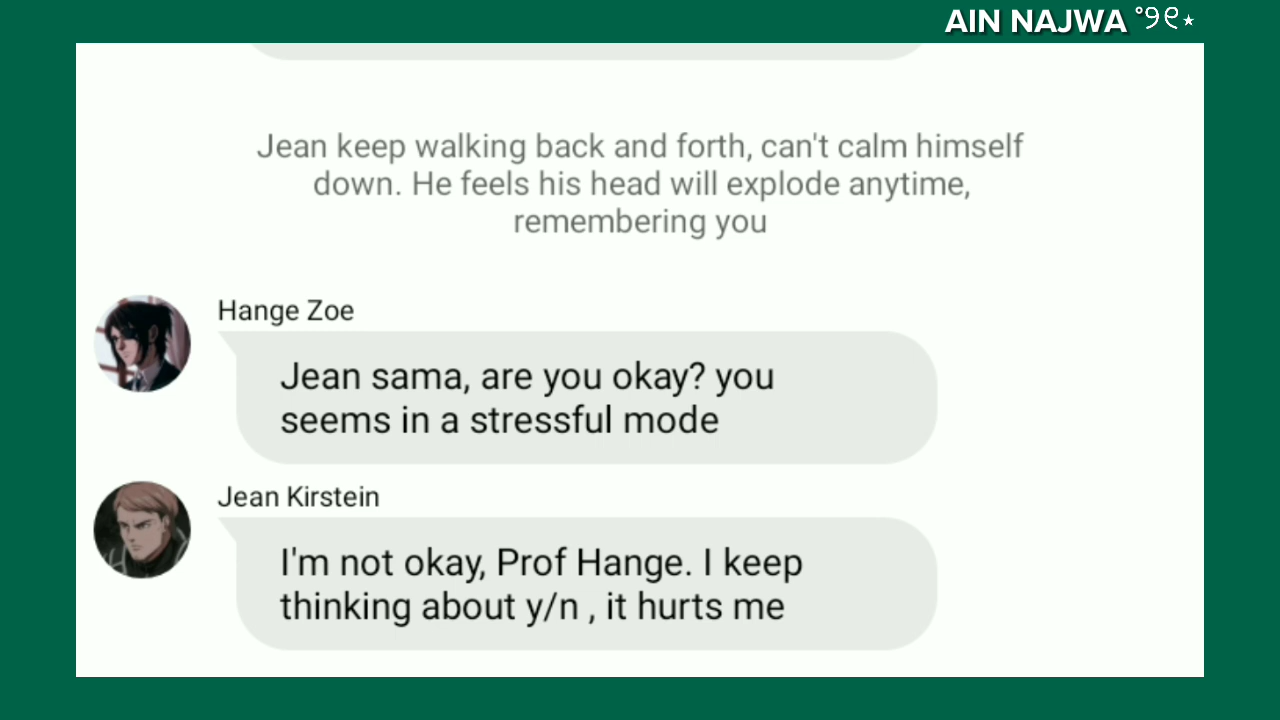 AIN NAJWA °୨୧⋆
Jean keep walking back and forth, can't calm himself
down. He feels his head will explode anytime,
remembering you
Hange Zoe
Jean sama, are you okay? you
seems in a stressful mode
Jean Kirstein
I'm not okay, Prof Hange. I keep
thinking about y/n , it hurts me